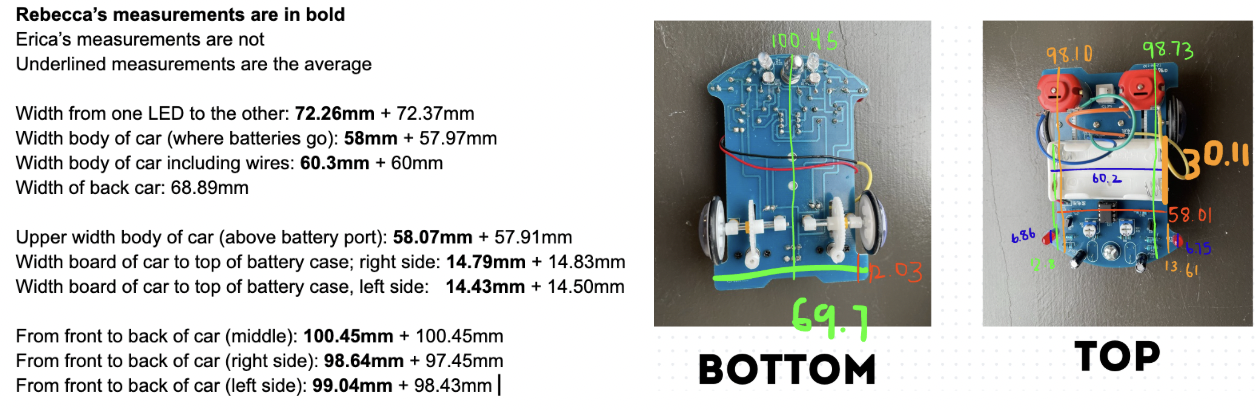 Rebecca’s measurements are in bold
Erica’s measurements are not
Underlined measurements are the average
Width from one LED to the other: 72.26mm + 72.37mm
Width body of car (where batteries go): 58mm + 57.97mm
Width body of car including wires: 60.3mm + 60mm
Width of back car: 68.89mm
Upper width body of car (above battery port): 58.07mm + 57.91mm
Width board of car to top of battery case; right side: 14.79mm + 14.83mm
Width board of car to top of battery case, left side: 14.43mm + 14.50mm
From front to back of car (middle): 100.45mm + 100.45mm
From front to back of car (right side): 98.64mm + 97.45mm
From front to back of car (left side): 99.04mm + 98.43mm
100.45
12.03
69.7
BOTTOM
98.10
98.73
30.11
60.2
58.01
6.86
6.15
13.61
TOP